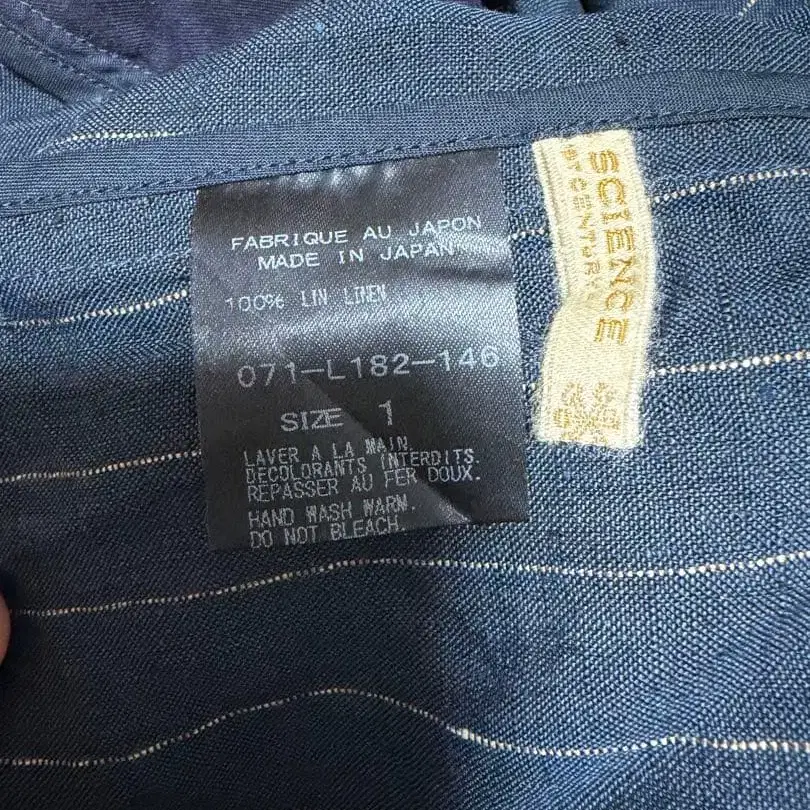 FABRIQUE AU JAPON
MADE IN JAPAN
100% LIN LINEN
071-L182-146
SIZE 1
LAVER A LA MAIN.
DECOLORANTS INTERDITS.
REPASSER AU FER DOUX.
HAND WASH WARM.
DO NOT BLEACH.
SCIENCE
CENTURY